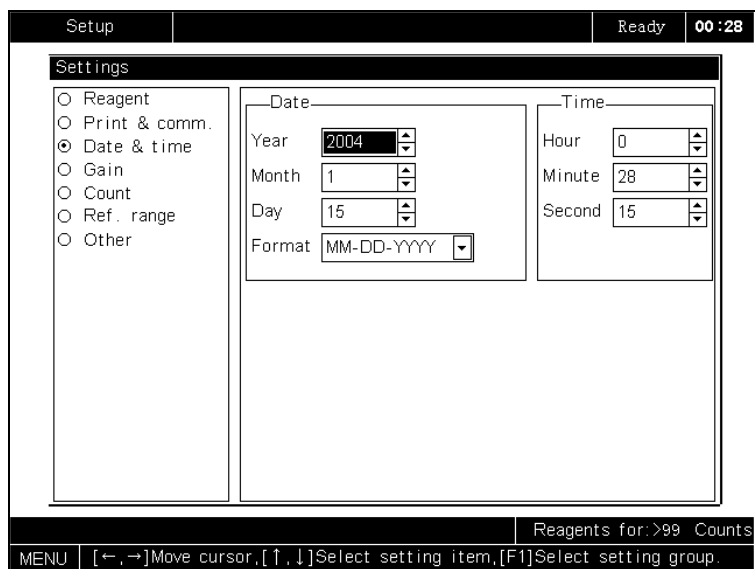 Setup Ready 00:28
Settings
Reagent
Print & comm.
Date & time
Gain
Count
Ref. range
Other
Date
Year 2004
Month 1
Day 15
Format MM-DD-YYYY
Time
Hour 0
Minute 28
Second 15
Reagents for:>99 Counts
MENU [←,→]Move cursor,[↑,↓]Select setting item,[F1]Select setting group.